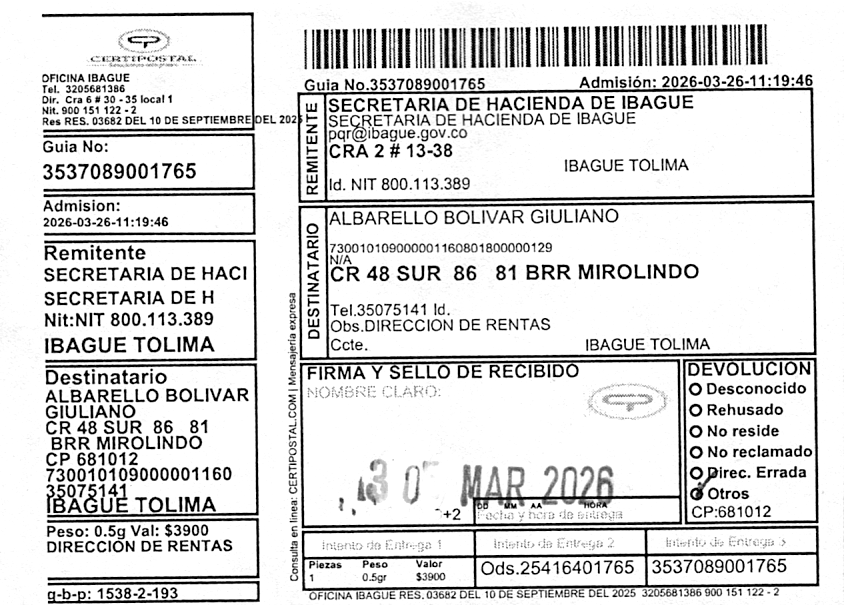 CERTIPOSTAL
OFICINA IBAGUE
Tel. 3205681386
Dir. Cra 6 # 30 - 35 local 1
Nit. 900 151 122 - 2
Res RES. 03682 DEL 10 DE SEPTIEMBRE DEL 2025
Guia No:
3537089001765
Admision:
2026-03-26-11:19:46
Remitente
SECRETARIA DE HACI
SECRETARIA DE H
Nit:NIT 800.113.389
IBAGUE TOLIMA
Destinatario
ALBARELLO BOLIVAR
GIULIANO
CR 48 SUR 86 81
BRR MIROLINDO
CP 681012
730010109000001160
35075141
IBAGUE TOLIMA
Peso: 0.5g Val: $3900
DIRECCIÓN DE RENTAS
g-b-p: 1538-2-193
Consulta en linea: CERTIPOSTAL.COM | Mensajería expresa
Guia No.3537089001765 Admisión: 2026-03-26-11:19:46
REMITENTE
SECRETARIA DE HACIENDA DE IBAGUE
SECRETARIA DE HACIENDA DE IBAGUE
pqr@ibague.gov.co
CRA 2 # 13-38
IBAGUE TOLIMA
Id. NIT 800.113.389
DESTINATARIO
ALBARELLO BOLIVAR GIULIANO
730010109000001160801800000129
N/A
CR 48 SUR 86 81 BRR MIROLINDO
Tel.35075141 Id.
Obs.DIRECCION DE RENTAS
Ccte. IBAGUE TOLIMA
FIRMA Y SELLO DE RECIBIDO
NOMBRE CLARO:
MAR 2026
+2
DD MM AA HORA
Fecha y hora de entrega
DEVOLUCION
Desconocido
Rehusado
No reside
No reclamado
Direc. Errada
Otros
CP:681012
Intento de Entrega 1 Intento de Entrega 2 Intento de Entrega 3
Piezas Peso Valor
1 0.5gr $3900
Ods.25416401765
3537089001765
OFICINA IBAGUE RES. 03682 DEL 10 DE SEPTIEMBRE DEL 2025 3205681386 900 151 122 - 2